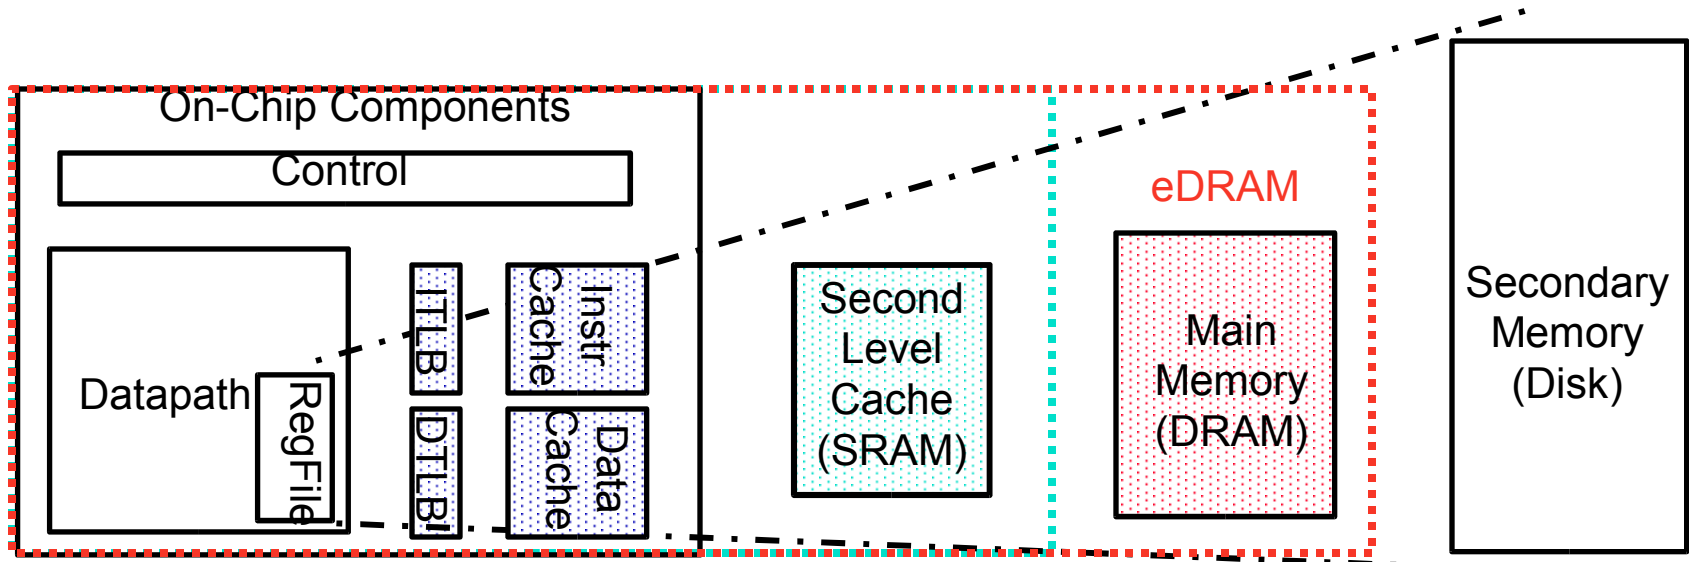 On-Chip Components
Control
Datapath
RegFile
ITLB
DTLB
Instr
Cache
Data
Cache
Second
Level
Cache
(SRAM)
eDRAM
Main
Memory
(DRAM)
Secondary
Memory
(Disk)